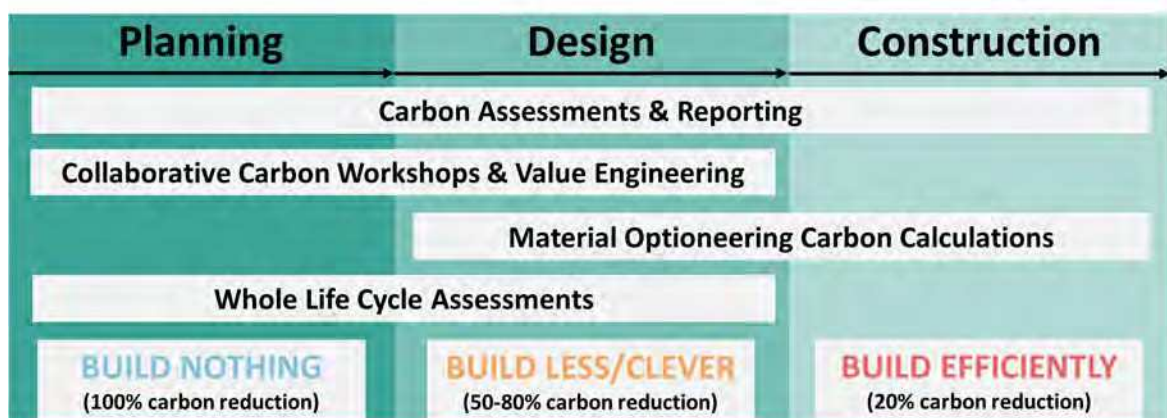 Planning Design Construction
Carbon Assessments & Reporting
Collaborative Carbon Workshops & Value Engineering
Material Optioneering Carbon Calculations
Whole Life Cycle Assessments
BUILD NOTHING BUILD LESS/CLEVER BUILD EFFICIENTLY
(100% carbon reduction) (50-80% carbon reduction) (20% carbon reduction)